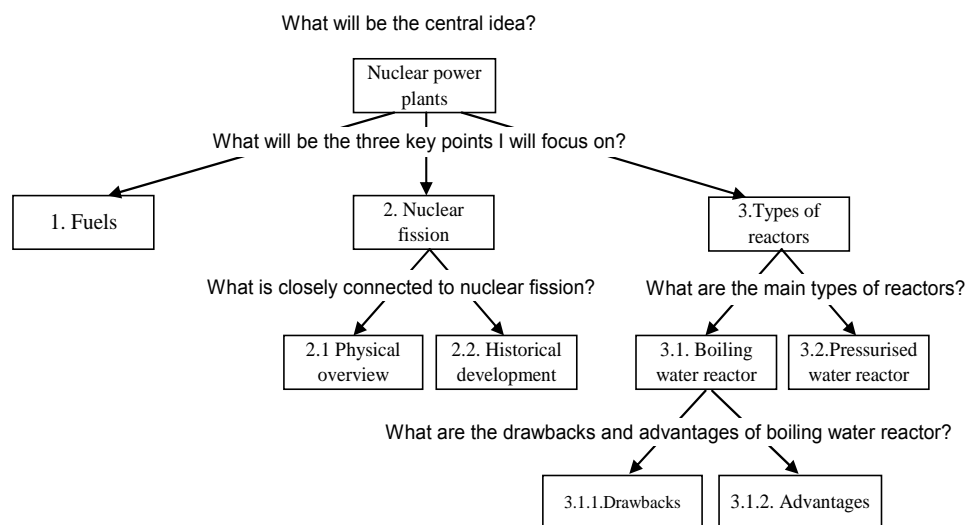 What will be the central idea?
Nuclear power
plants
What will be the three key points I will focus on?
1. Fuels
2. Nuclear
fission
3.Types of
reactors
What is closely connected to nuclear fission?
What are the main types of reactors?
2.1 Physical
overview
2.2. Historical
development
3.1. Boiling
water reactor
3.2.Pressurised
water reactor
What are the drawbacks and advantages of boiling water reactor?
3.1.1.Drawbacks
3.1.2. Advantages